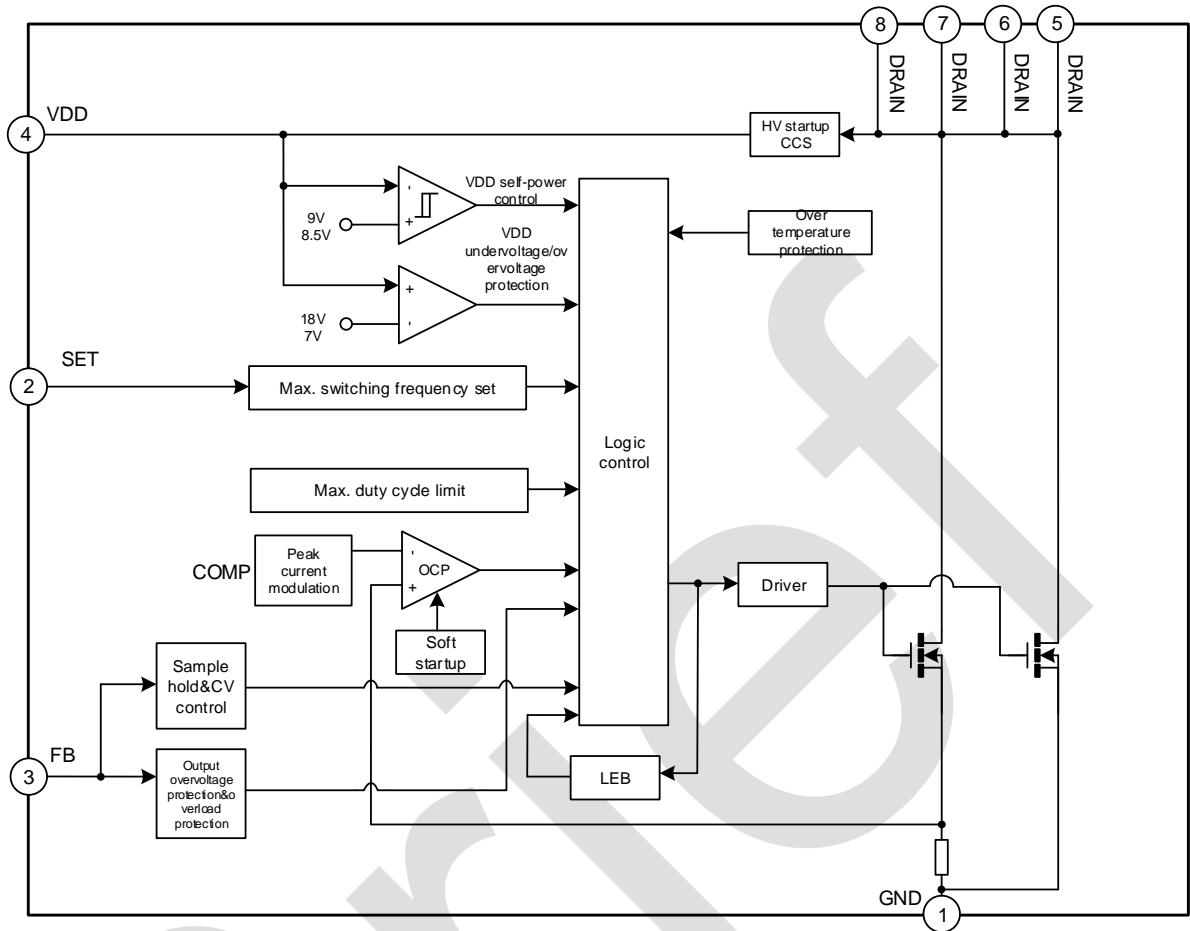 8
7
6
5
DRAIN
DRAIN
DRAIN
DRAIN
4
VDD
HV startup
CCS
-
+
9V
8.5V
VDD self-power
control
Over
temperature
protection
VDD
undervoltage/ov
ervoltage
protection
+
-
18V
7V
SET
2
Max. switching frequency set
Logic
control
Max. duty cycle limit
COMP
Peak
current
modulation
-
+
OCP
Driver
Soft
startup
Sample
hold&CV
control
FB
3
Output
overvoltage
protection&o
verload
protection
LEB
GND
1
rief